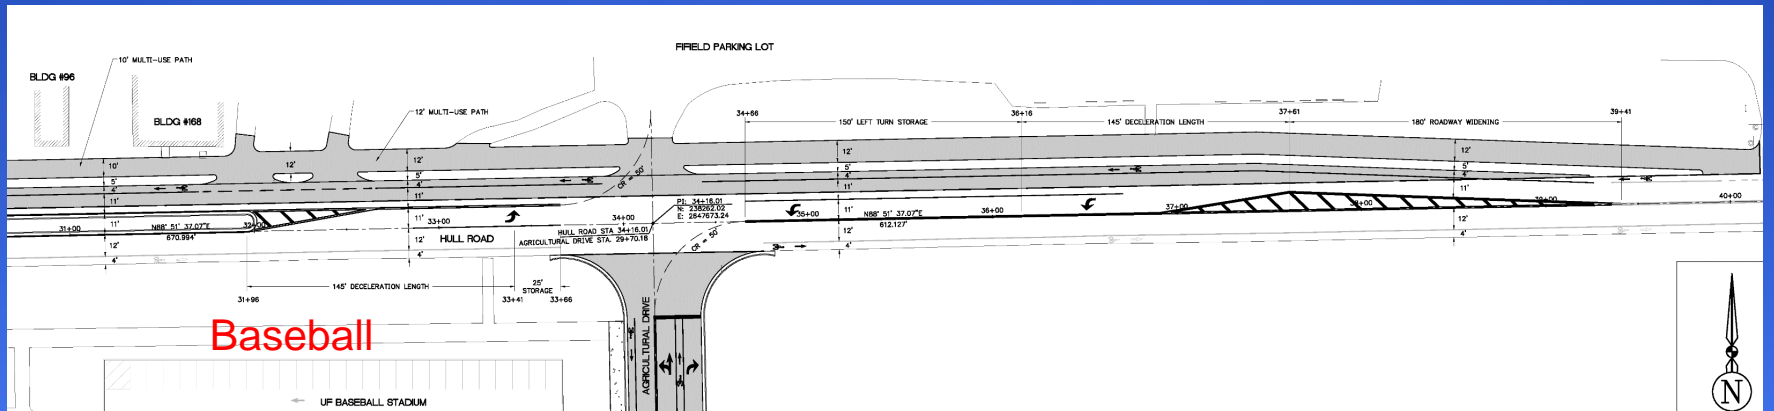 FIFIELD PARKING LOT
10' MULTI-USE PATH
BLDG #96
BLDG #168
12' MULTI-USE PATH
34+66
150' LEFT TURN STORAGE
36+16
145' DECELERATION LENGTH
37+61
180' ROADWAY WIDENING
39+41
10'
5'
4'
11'
11'
12'
4'
12'
12'
5'
4'
11'
11'
12'
4'
12'
5'
4'
11'
11'
12'
4'
12'
5'
4'
11'
12'
4'
CR = 50'
CR = 50'
PI: 34+16.01
N: 238262.02
E: 2647673.24
31+00
N88° 51' 37.07"E
670.994'
32+00
33+00
34+00
35+00
36+00
N88° 51' 37.07"E
612.127'
37+00
38+00
39+00
40+00
HULL ROAD
HULL ROAD STA 34+16.01
AGRICULTURAL DRIVE STA. 29+70.18
145' DECELERATION LENGTH
25'
STORAGE
31+96
33+41
33+66
Baseball
AGRICULTURAL DRIVE
UF BASEBALL STADIUM
N